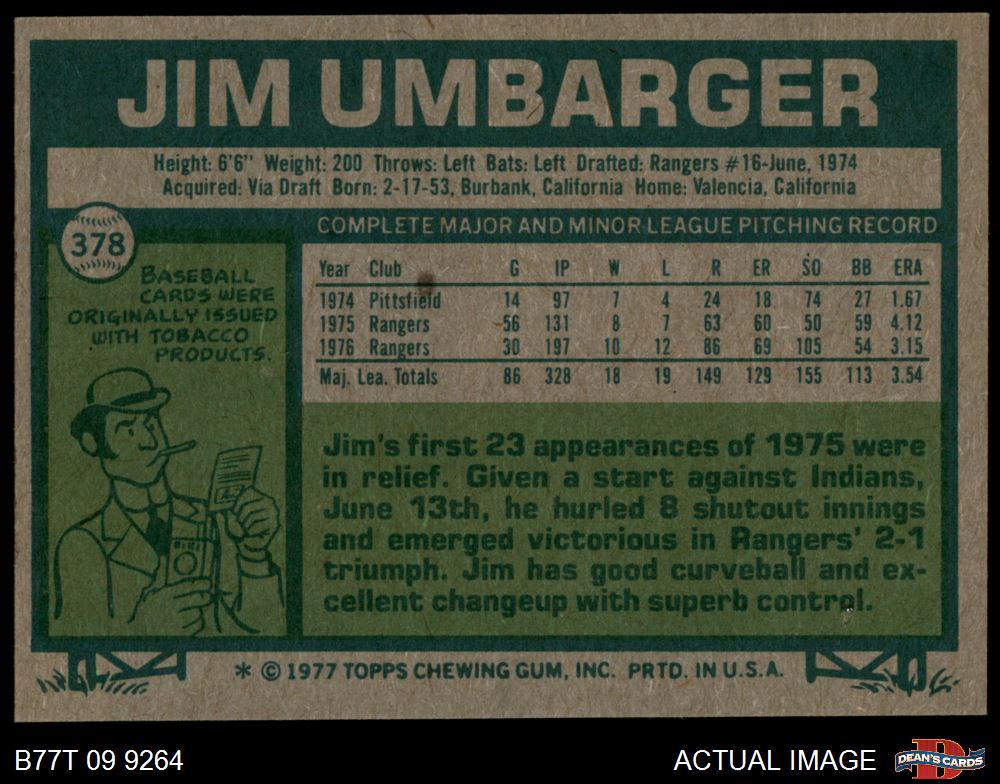 JIM UMBARGER
Height: 6'6" Weight: 200 Throws: Left Bats: Left Drafted: Rangers #16-June, 1974
Acquired: Via Draft Born: 2-17-53, Burbank, California Home: Valencia, California
378
BASEBALL
CARDS WERE
ORIGINALLY ISSUED
WITH TOBACCO
PRODUCTS.
COMPLETE MAJOR AND MINOR LEAGUE PITCHING RECORD
Year Club G IP W L R ER SO BB ERA
1974 Pittsfield 14 97 7 4 24 18 74 27 1.67
1975 Rangers 56 131 8 7 63 60 50 59 4.12
1976 Rangers 30 197 10 12 86 69 105 54 3.15
Maj. Lea. Totals 86 328 18 19 149 129 155 113 3.54
Jim's first 23 appearances of 1975 were
in relief. Given a start against Indians,
June 13th, he hurled 8 shutout innings
and emerged victorious in Rangers' 2-1
triumph. Jim has good curveball and ex-
cellent changeup with superb control.
* © 1977 TOPPS CHEWING GUM, INC. PRTD. IN U.S.A.
B77T 09 9264
ACTUAL IMAGE
DEAN'S CARDS